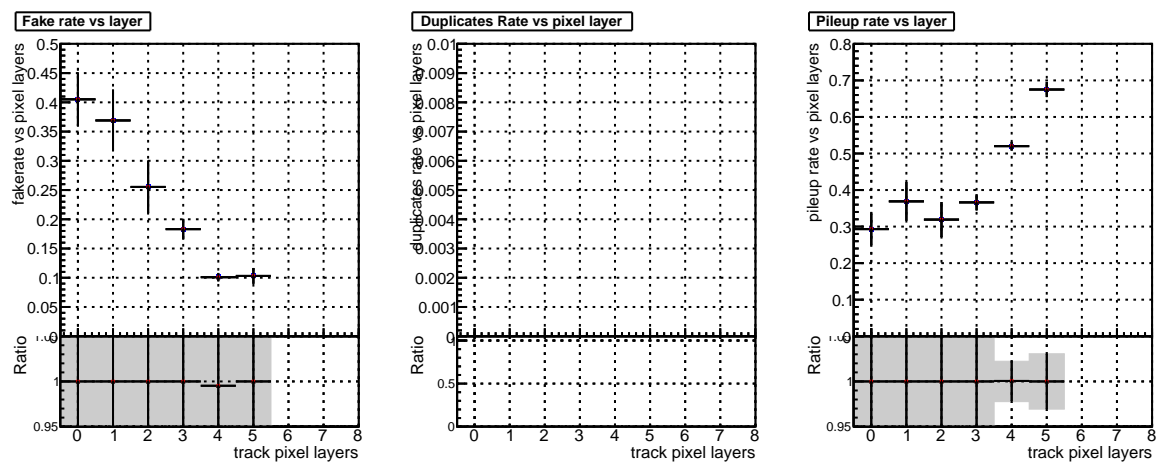 Fake rate vs layer
fakerate vs pixel layers
0.5
0.45
0.4
0.35
0.3
0.25
0.2
0.15
0.1
0.05
0
Ratio
1
0.95
0 1 2 3 4 5 6 7 8
track pixel layers
Duplicates Rate vs pixel layer
duplicates rate vs pixel layers
0.01
0.009
0.008
0.007
0.006
0.005
0.004
0.003
0.002
0.001
0
Ratio
1
0.5
0
0 1 2 3 4 5 6 7 8
track pixel layers
Pileup rate vs layer
pileup rate vs pixel layers
0.8
0.7
0.6
0.5
0.4
0.3
0.2
0.1
0
Ratio
1
0.95
0 1 2 3 4 5 6 7 8
track pixel layers